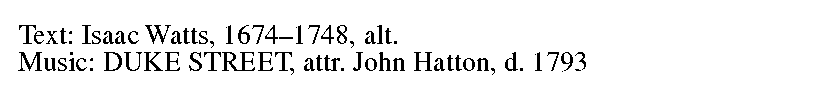 Text: Isaac Watts, 1674–1748, alt.
Music: DUKE STREET, attr. John Hatton, d. 1793